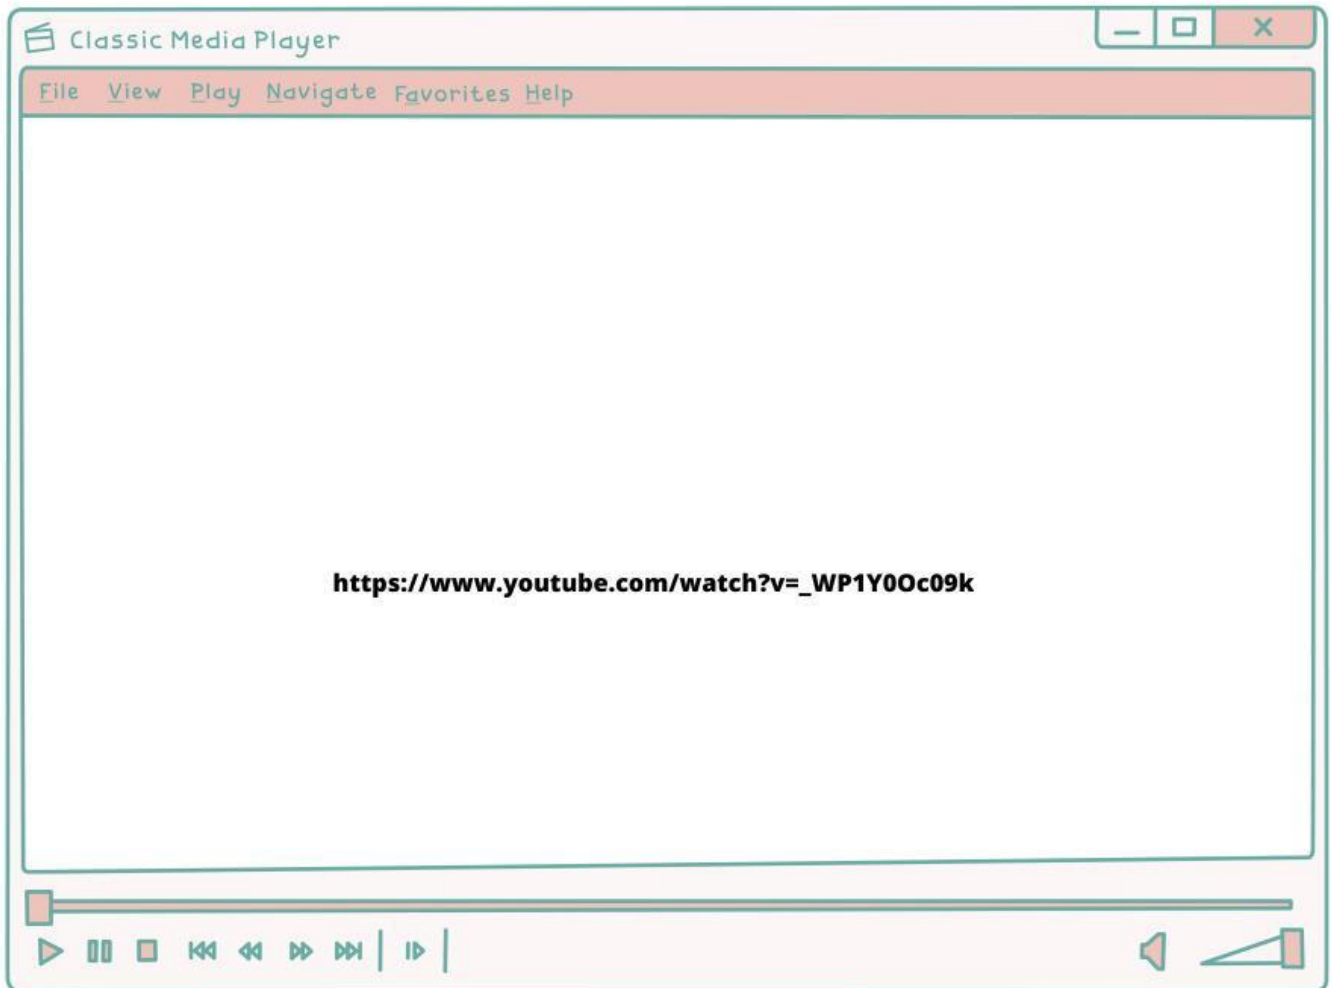 Classic Media Player
File View Play Navigate Favorites Help
https://www.youtube.com/watch?v=_WP1Y0Oc09k